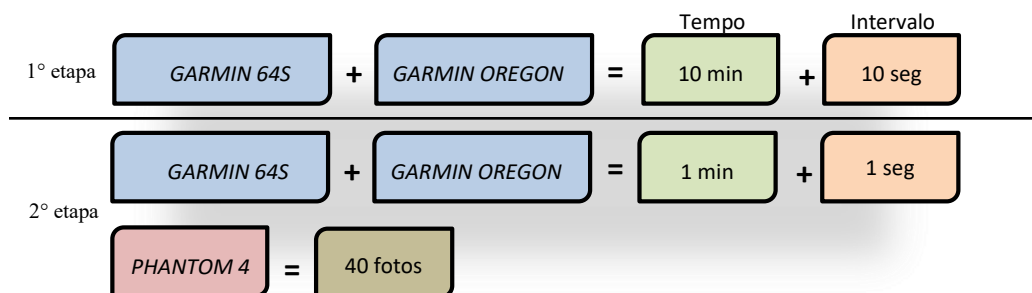 Tempo Intervalo
1° etapa GARMIN 64S + GARMIN OREGON = 10 min + 10 seg
GARMIN 64S + GARMIN OREGON = 1 min + 1 seg
2° etapa
PHANTOM 4 = 40 fotos